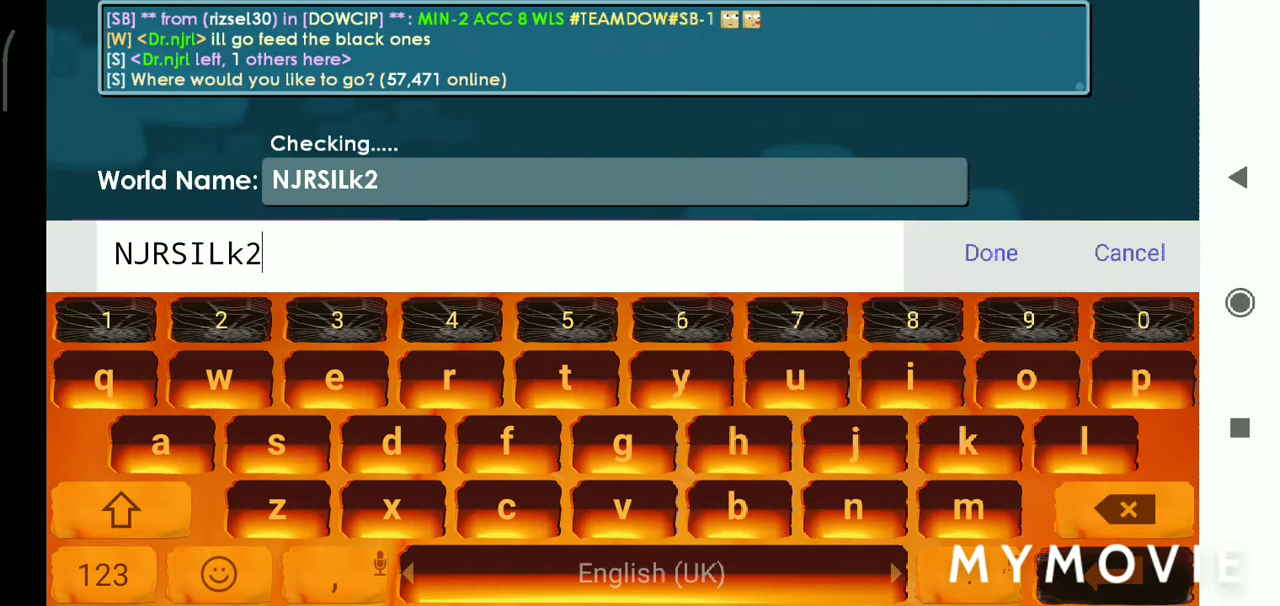 [SB] ** from (rizsel30) in [DOWCIP] ** : MIN-2 ACC 8 WLS #TEAMDOW#SB-1
[W] <Dr.njrl> ill go feed the black ones
[S] <Dr.njrl left, 1 others here>
[S] Where would you like to go? (57,471 online)
Checking.....
World Name: NJRSILk2
NJRSILk2 Done Cancel
1 2 3 4 5 6 7 8 9 0
q w e r t y u i o p
a s d f g h j k l
z x c v b n m
123 , English (UK) .
MYMOVIE